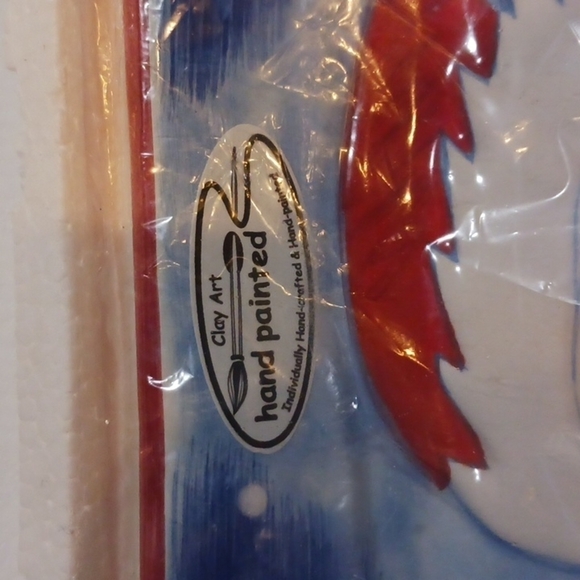 Clay Art
hand painted
Individually Hand-crafted & Hand-painted